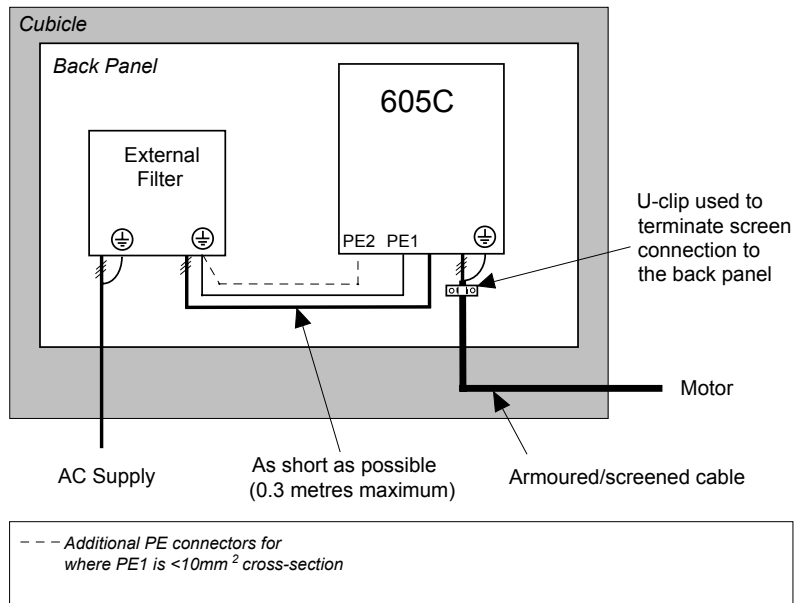 Cubicle
Back Panel
605C
External
Filter
PE2 PE1
U-clip used to
terminate screen
connection to
the back panel
Motor
AC Supply
As short as possible
(0.3 metres maximum)
Armoured/screened cable
Additional PE connectors for
where PE1 is <10mm ² cross-section